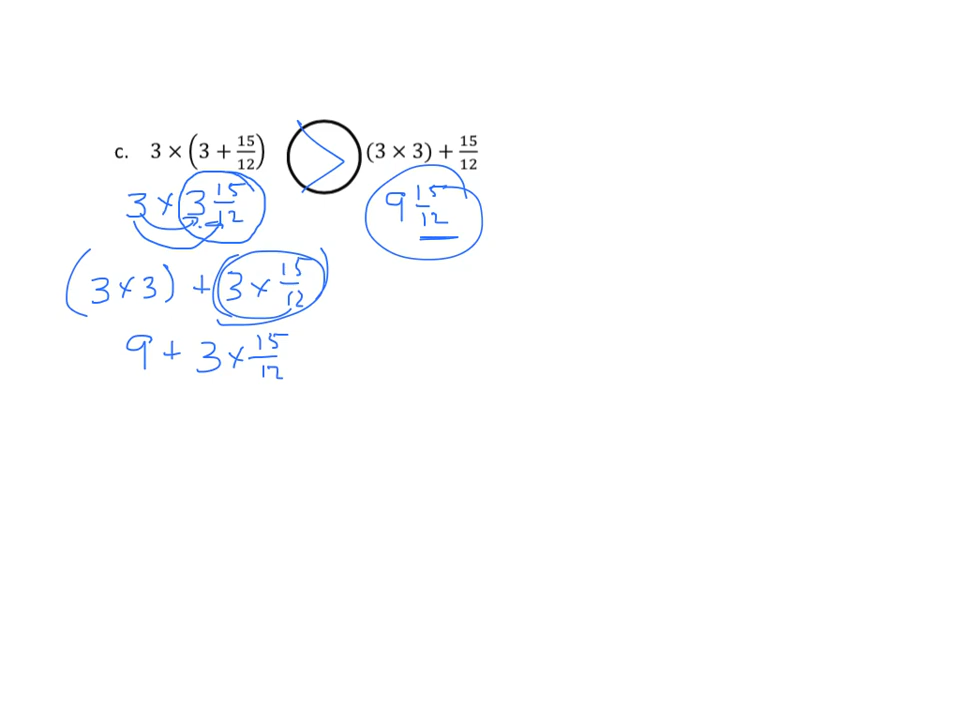 c. 3 × (3 + 15/12) > (3 × 3) + 15/12
3 × 3 15/12 9 15/12
(3 × 3) + (3 × 15/12)
9 + 3 × 15/12